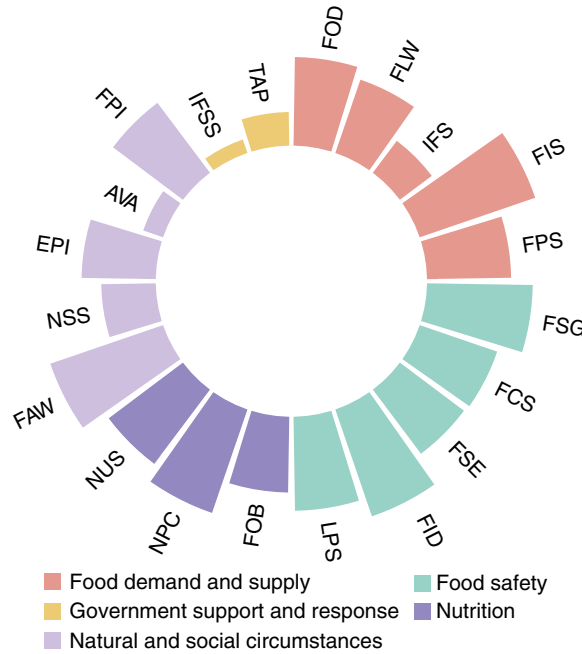 FOD
FLW
IFS
FIS
FPS
FSG
FCS
FSE
FID
LPS
FOB
NPC
NUS
FAW
NSS
EPI
AVA
FPI
IFSS
TAP
Food demand and supply
Government support and response
Natural and social circumstances
Food safety
Nutrition